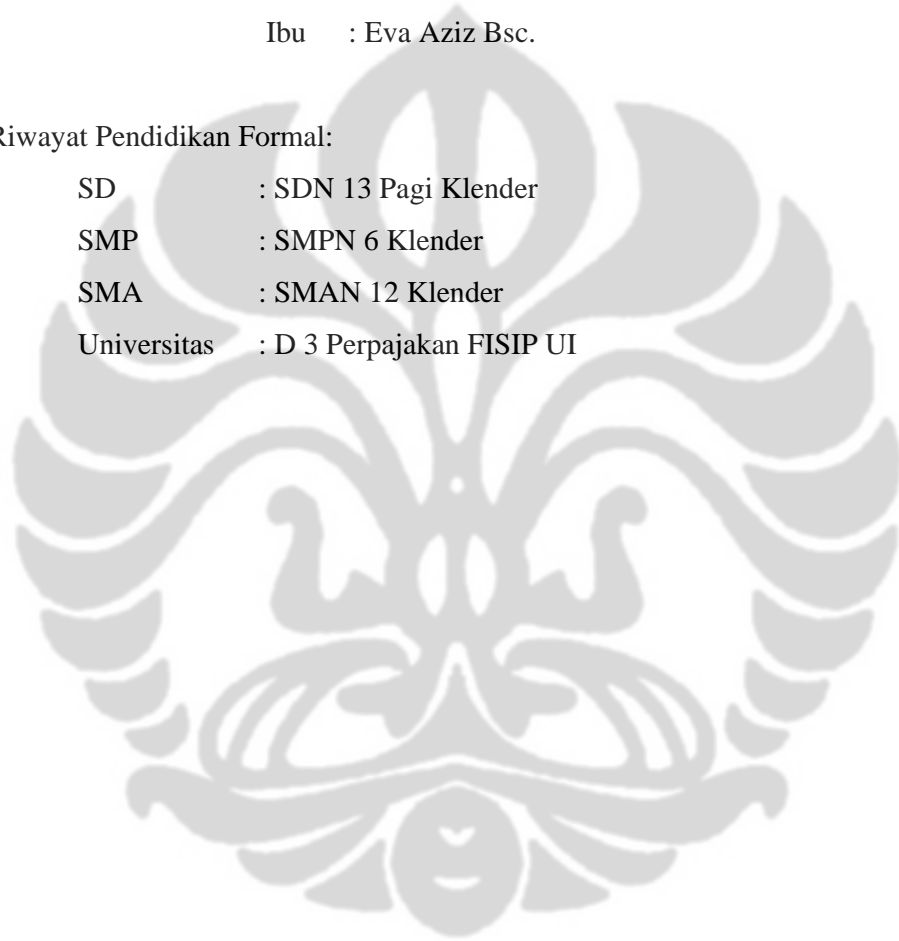 Ibu : Eva Aziz Bsc.
Riwayat Pendidikan Formal:
SD : SDN 13 Pagi Klender
SMP : SMPN 6 Klender
SMA : SMAN 12 Klender
Universitas : D 3 Perpajakan FISIP UI